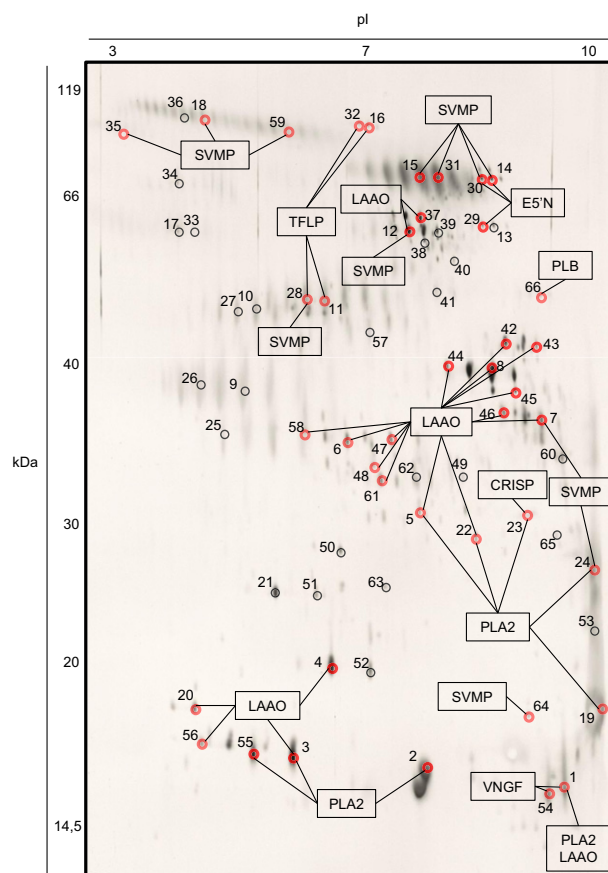 pI
3 7 10
kDa
119
66
40
30
20
14,5
36 18 32 16
35 59
SVMP
SVMP
34
15 31 30 14
LAAO
E5'N
17 33
TFLP
12 37 39 29 13
38
SVMP
40
PLB
66
41
27 10 28 11
SVMP
57
42 43
44 8
26 9
45
46 7
LAAO
25 58 6 47
48 61 62 49 60
CRISP
SVMP
5 22 23 65
50 24
21 51 63
PLA2
53
4 52
20
LAAO
SVMP
64 19
56 55 3 2
VNGF
1
54
PLA2
PLA2
LAAO